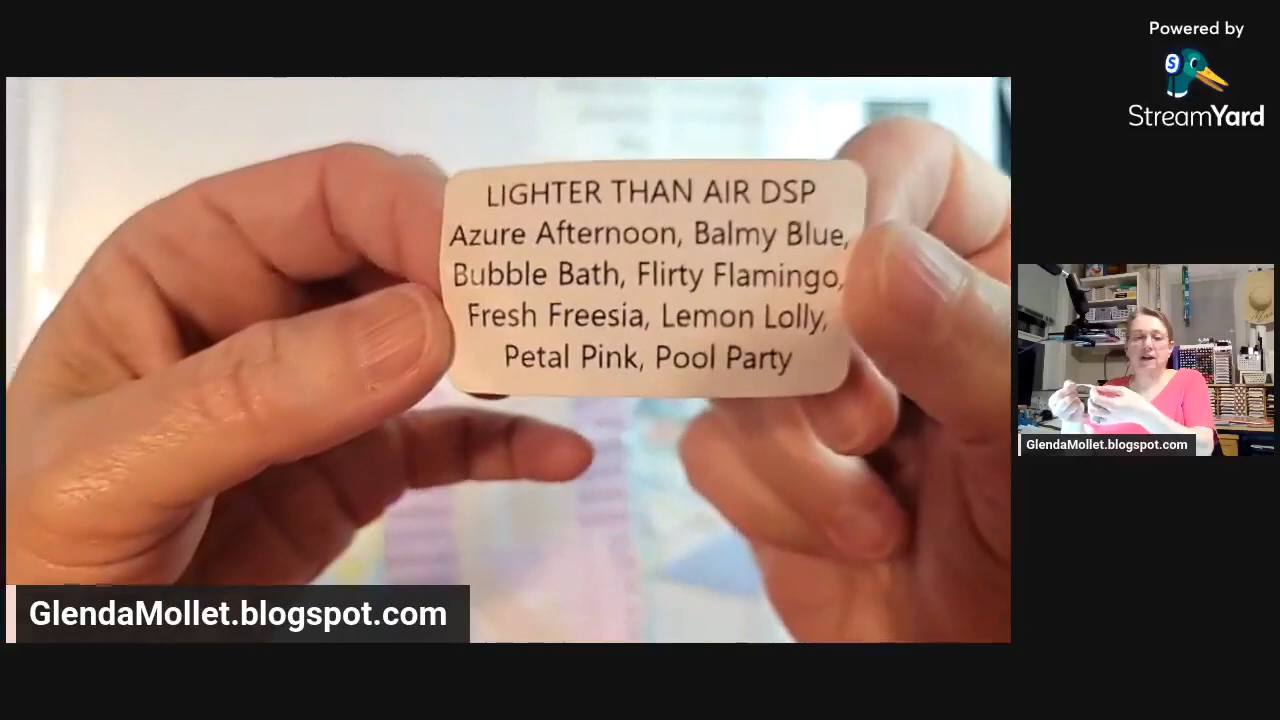 Powered by
S
StreamYard
LIGHTER THAN AIR DSP
Azure Afternoon, Balmy Blue,
Bubble Bath, Flirty Flamingo,
Fresh Freesia, Lemon Lolly,
Petal Pink, Pool Party
GlendaMollet.blogspot.com
GlendaMollet.blogspot.com